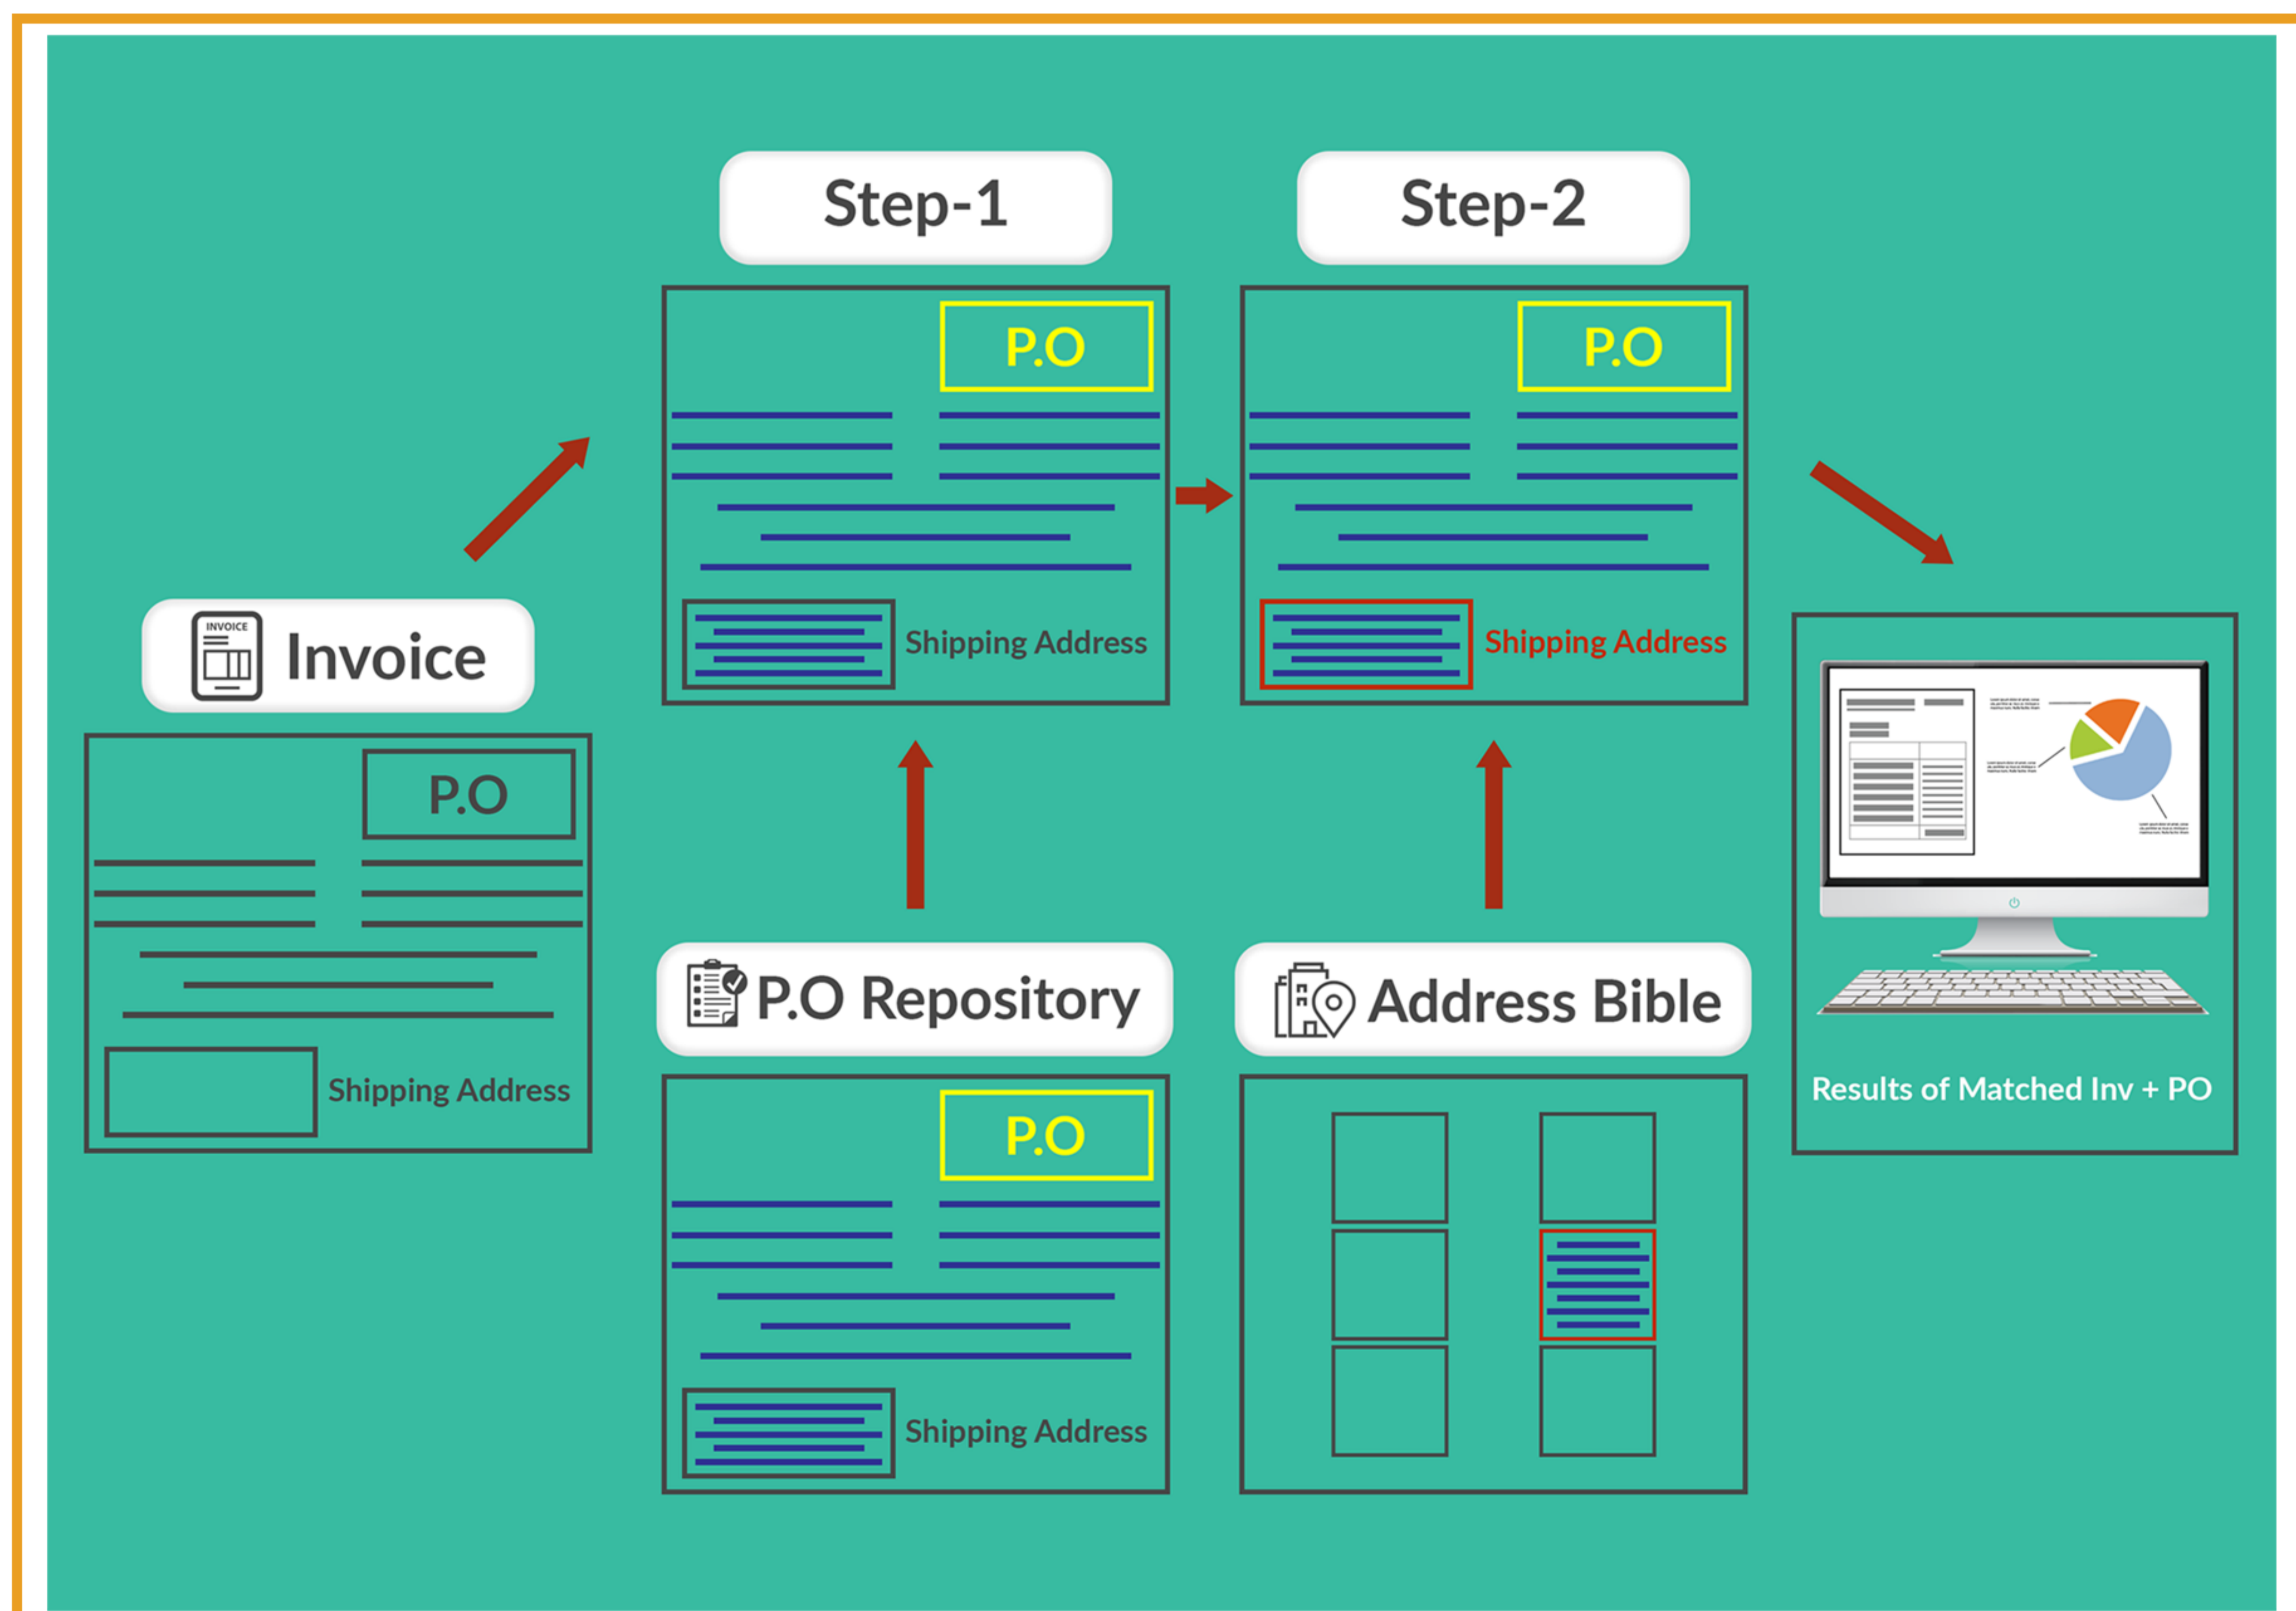 Step-1
Step-2
P.O
P.O
Shipping Address
Shipping Address
INVOICE
Invoice
P.O
Shipping Address
P.O Repository
Address Bible
P.O
Shipping Address
Results of Matched Inv + PO